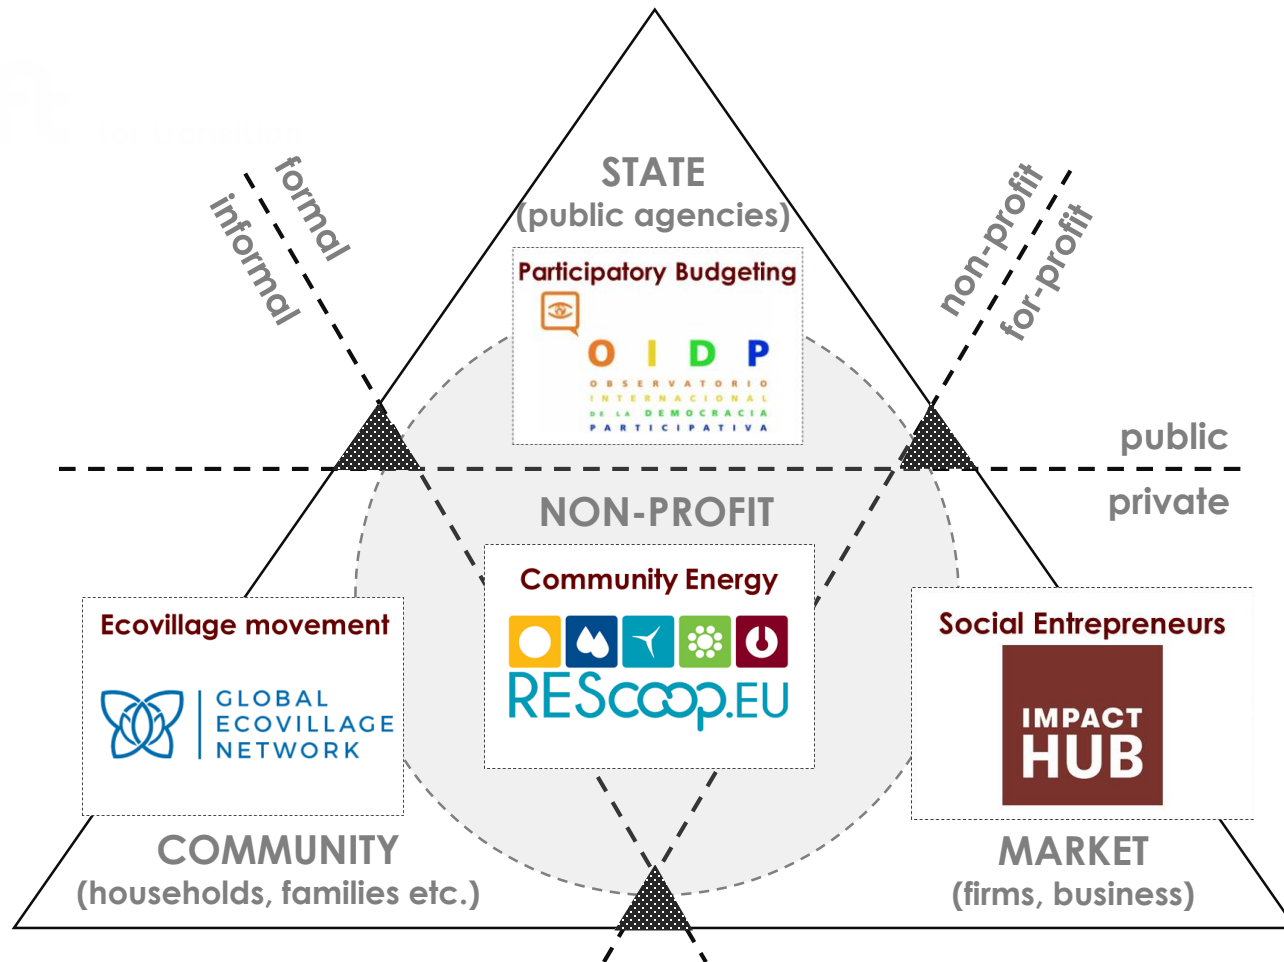 STATE
(public agencies)
formal
informal
non-profit
for-profit
Participatory Budgeting
O I D P
OBSERVATORIO
INTERNACIONAL
DE LA DEMOCRACIA
PARTICIPATIVA
public
private
NON-PROFIT
Community Energy
REScoop.EU
Ecovillage movement
GLOBAL
ECOVILLAGE
NETWORK
Social Entrepreneurs
IMPACT
HUB
COMMUNITY
(households, families etc.)
MARKET
(firms, business)